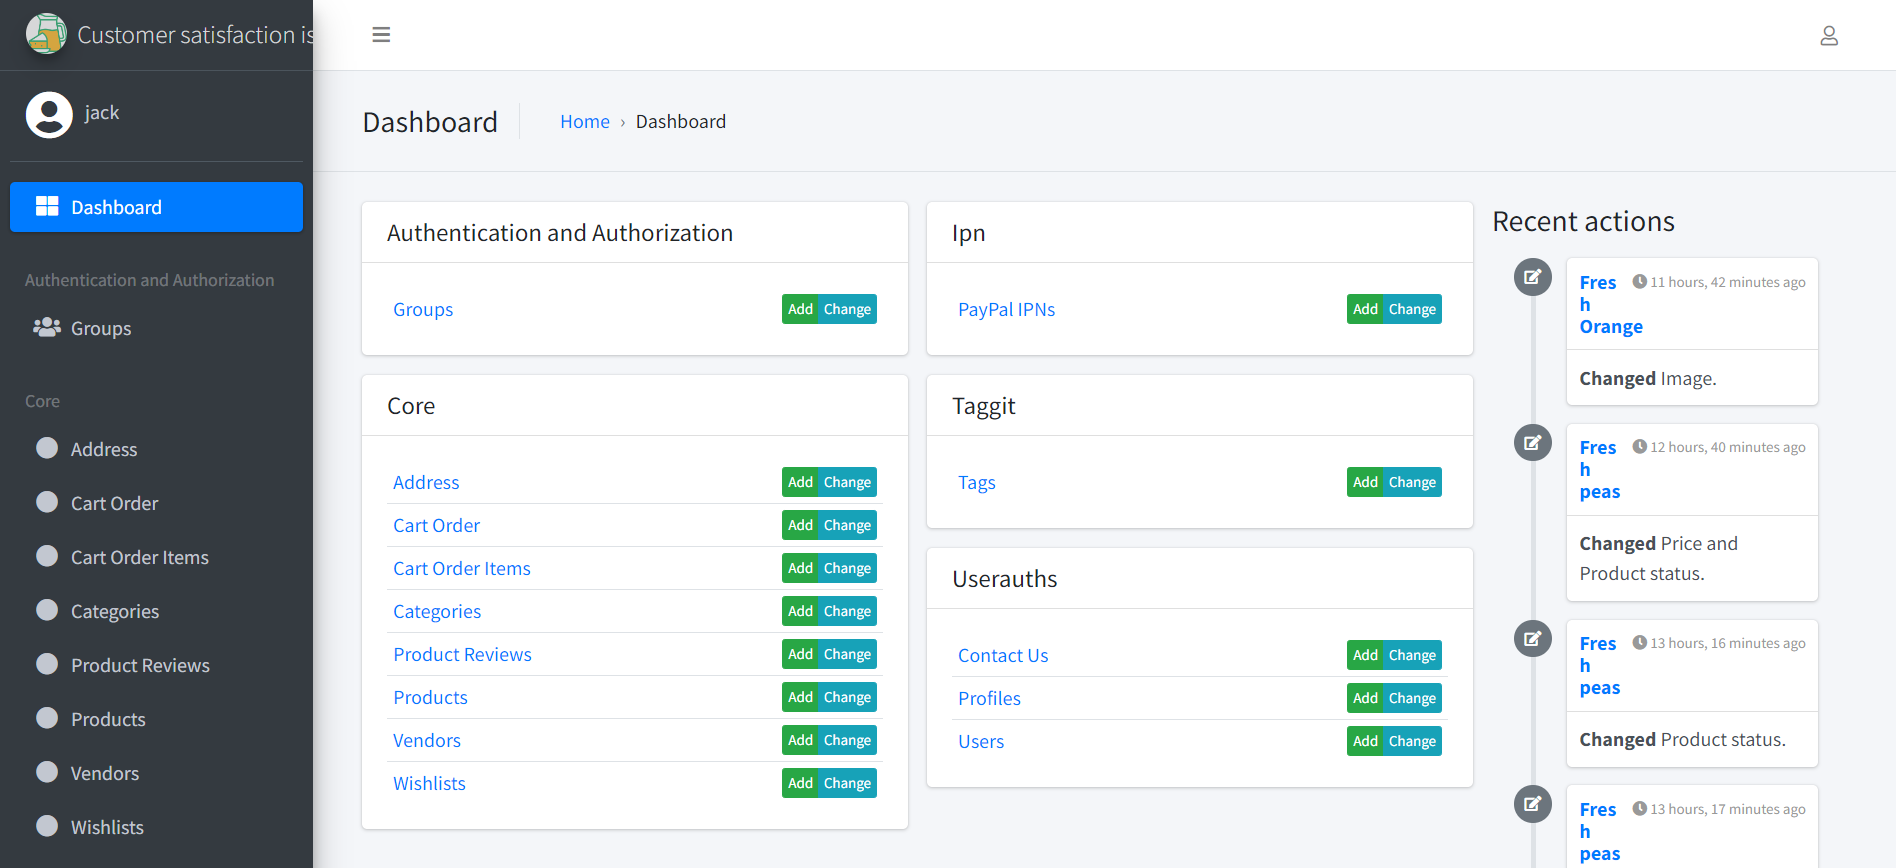 Customer satisfaction is
jack
Dashboard
Authentication and Authorization
Groups
Core
Address
Cart Order
Cart Order Items
Categories
Product Reviews
Products
Vendors
Wishlists
Dashboard
Home › Dashboard
Authentication and Authorization
Groups Add Change
Core
Address Add Change
Cart Order Add Change
Cart Order Items Add Change
Categories Add Change
Product Reviews Add Change
Products Add Change
Vendors Add Change
Wishlists Add Change
Ipn
PayPal IPNs Add Change
Taggit
Tags Add Change
Userauths
Contact Us Add Change
Profiles Add Change
Users Add Change
Recent actions
Fres 11 hours, 42 minutes ago
h
Orange
Changed Image.
Fres 12 hours, 40 minutes ago
h
peas
Changed Price and
Product status.
Fres 13 hours, 16 minutes ago
h
peas
Changed Product status.
Fres 13 hours, 17 minutes ago
h
peas